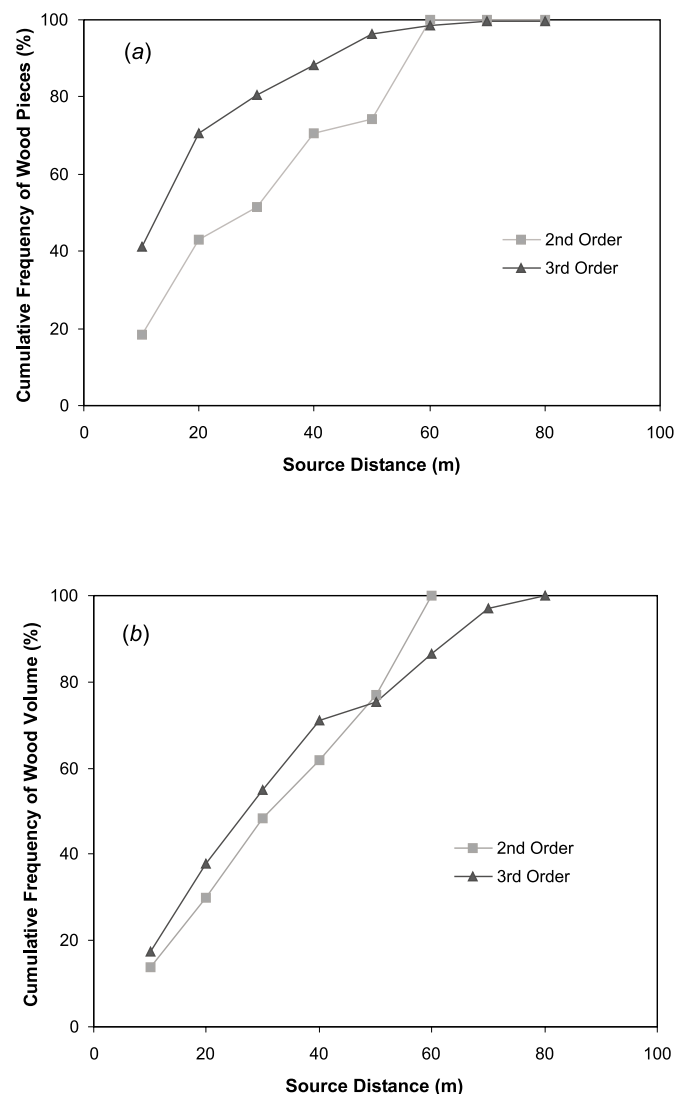 Cumulative Frequency of Wood Pieces (%)
100
80
60
40
20
0
(a)
2nd Order
3rd Order
0 20 40 60 80 100
Source Distance (m)
Cumulative Frequency of Wood Volume (%)
100
80
60
40
20
0
(b)
2nd Order
3rd Order
0 20 40 60 80 100
Source Distance (m)